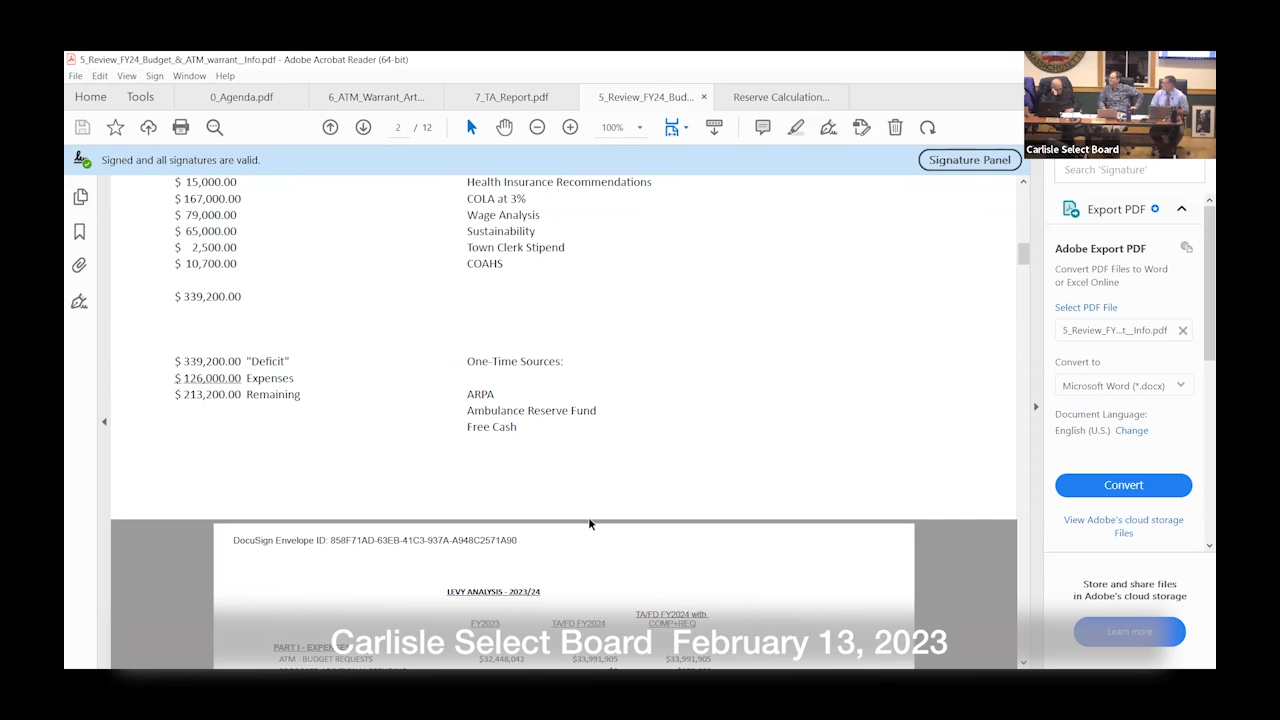 5_Review_FY24_Budget_&_ATM_warrant__Info.pdf - Adobe Acrobat Reader (64-bit)
File Edit View Sign Window Help
Home Tools 0_Agenda.pdf 6_ATM_Warrant_Art... 7_TA_Report.pdf 5_Review_FY24_Bud... × Reserve Calculation...
2 / 12 100%
Carlisle Select Board
Signed and all signatures are valid. Signature Panel
Search 'Signature'
$ 15,000.00 Health Insurance Recommendations
$ 167,000.00 COLA at 3%
$ 79,000.00 Wage Analysis
$ 65,000.00 Sustainability
$ 2,500.00 Town Clerk Stipend
$ 10,700.00 COAHS
$ 339,200.00
$ 339,200.00 "Deficit" One-Time Sources:
$ 126,000.00 Expenses
$ 213,200.00 Remaining ARPA
Ambulance Reserve Fund
Free Cash
Export PDF
Adobe Export PDF
Convert PDF Files to Word
or Excel Online
Select PDF File
5_Review_FY...t__Info.pdf
Convert to
Microsoft Word (*.docx)
Document Language:
English (U.S.) Change
Convert
View Adobe's cloud storage
Files
Store and share files
in Adobe's cloud storage
Learn more
DocuSign Envelope ID: 858F71AD-63EB-41C3-937A-A948C2571A90
LEVY ANALYSIS - 2023/24
TA/FD FY2024 with
FY2023 TA/FD FY2024 COMP+REQ
PART I - EXPEN
ATM - BUDGET REQUESTS $32,448,042 $33,991,905 $33,991,905
Carlisle Select Board February 13, 2023